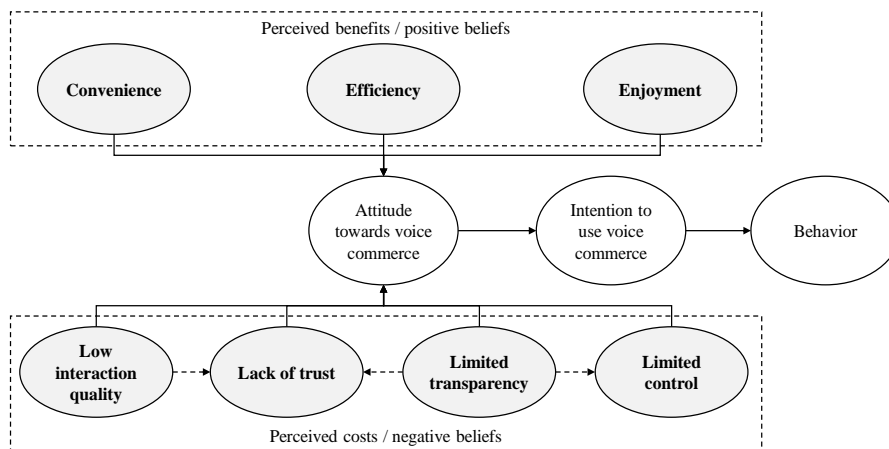 Perceived benefits / positive beliefs
Convenience
Efficiency
Enjoyment
Attitude
towards voice
commerce
Intention to
use voice
commerce
Behavior
Low
interaction
quality
Lack of trust
Limited
transparency
Limited
control
Perceived costs / negative beliefs